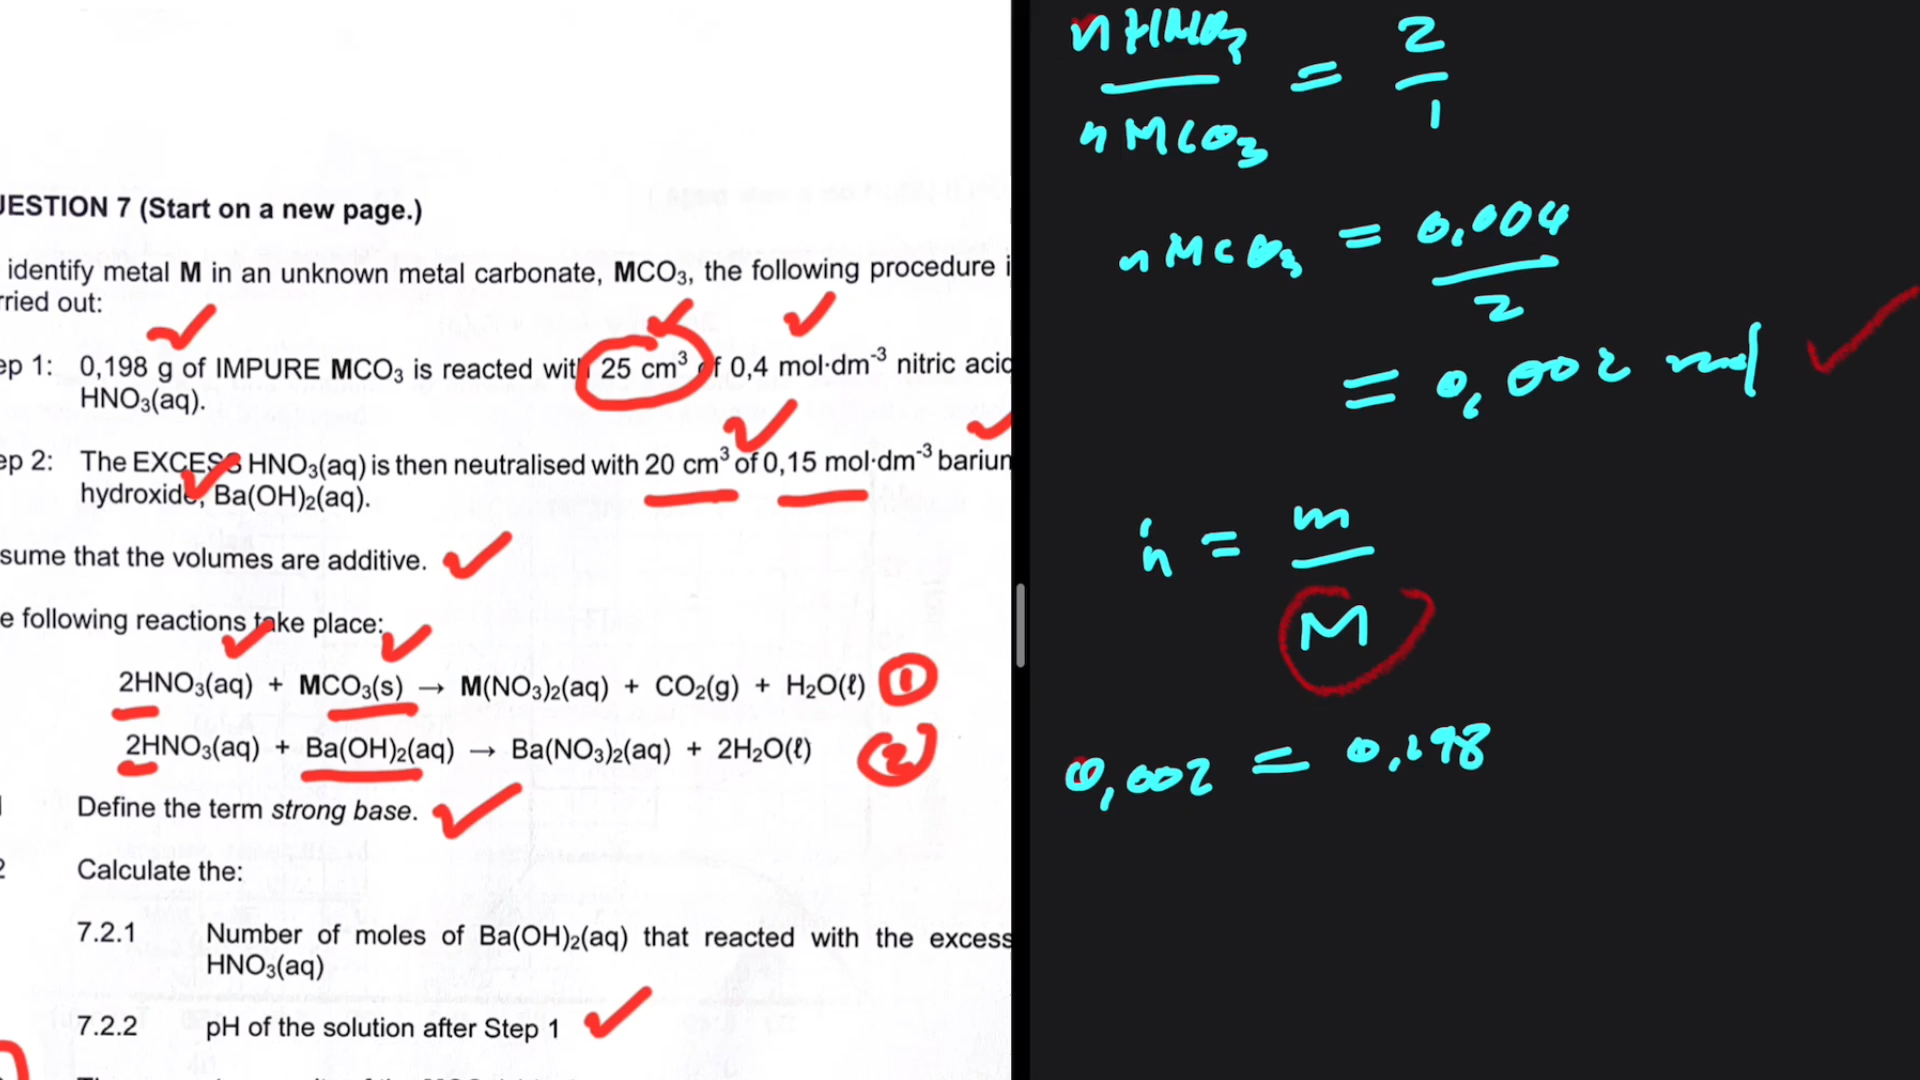 UESTION 7 (Start on a new page.)
identify metal M in an unknown metal carbonate, MCO₃, the following procedure i
rried out:
ep 1: 0,198 g of IMPURE MCO₃ is reacted with 25 cm³ of 0,4 mol·dm⁻³ nitric acid
HNO₃(aq).
ep 2: The EXCESS HNO₃(aq) is then neutralised with 20 cm³ of 0,15 mol·dm⁻³ barium
hydroxide, Ba(OH)₂(aq).
sume that the volumes are additive.
e following reactions take place:
2HNO₃(aq) + MCO₃(s) → M(NO₃)₂(aq) + CO₂(g) + H₂O(ℓ) 1
2HNO₃(aq) + Ba(OH)₂(aq) → Ba(NO₃)₂(aq) + 2H₂O(ℓ) 2
Define the term strong base.
2 Calculate the:
7.2.1 Number of moles of Ba(OH)₂(aq) that reacted with the excess
HNO₃(aq)
7.2.2 pH of the solution after Step 1
n HNO₃ = 2
n MCO₃ 1
n MCO₃ = 0,004
2
= 0,002 mol
n = m
M
0,002 = 0,198